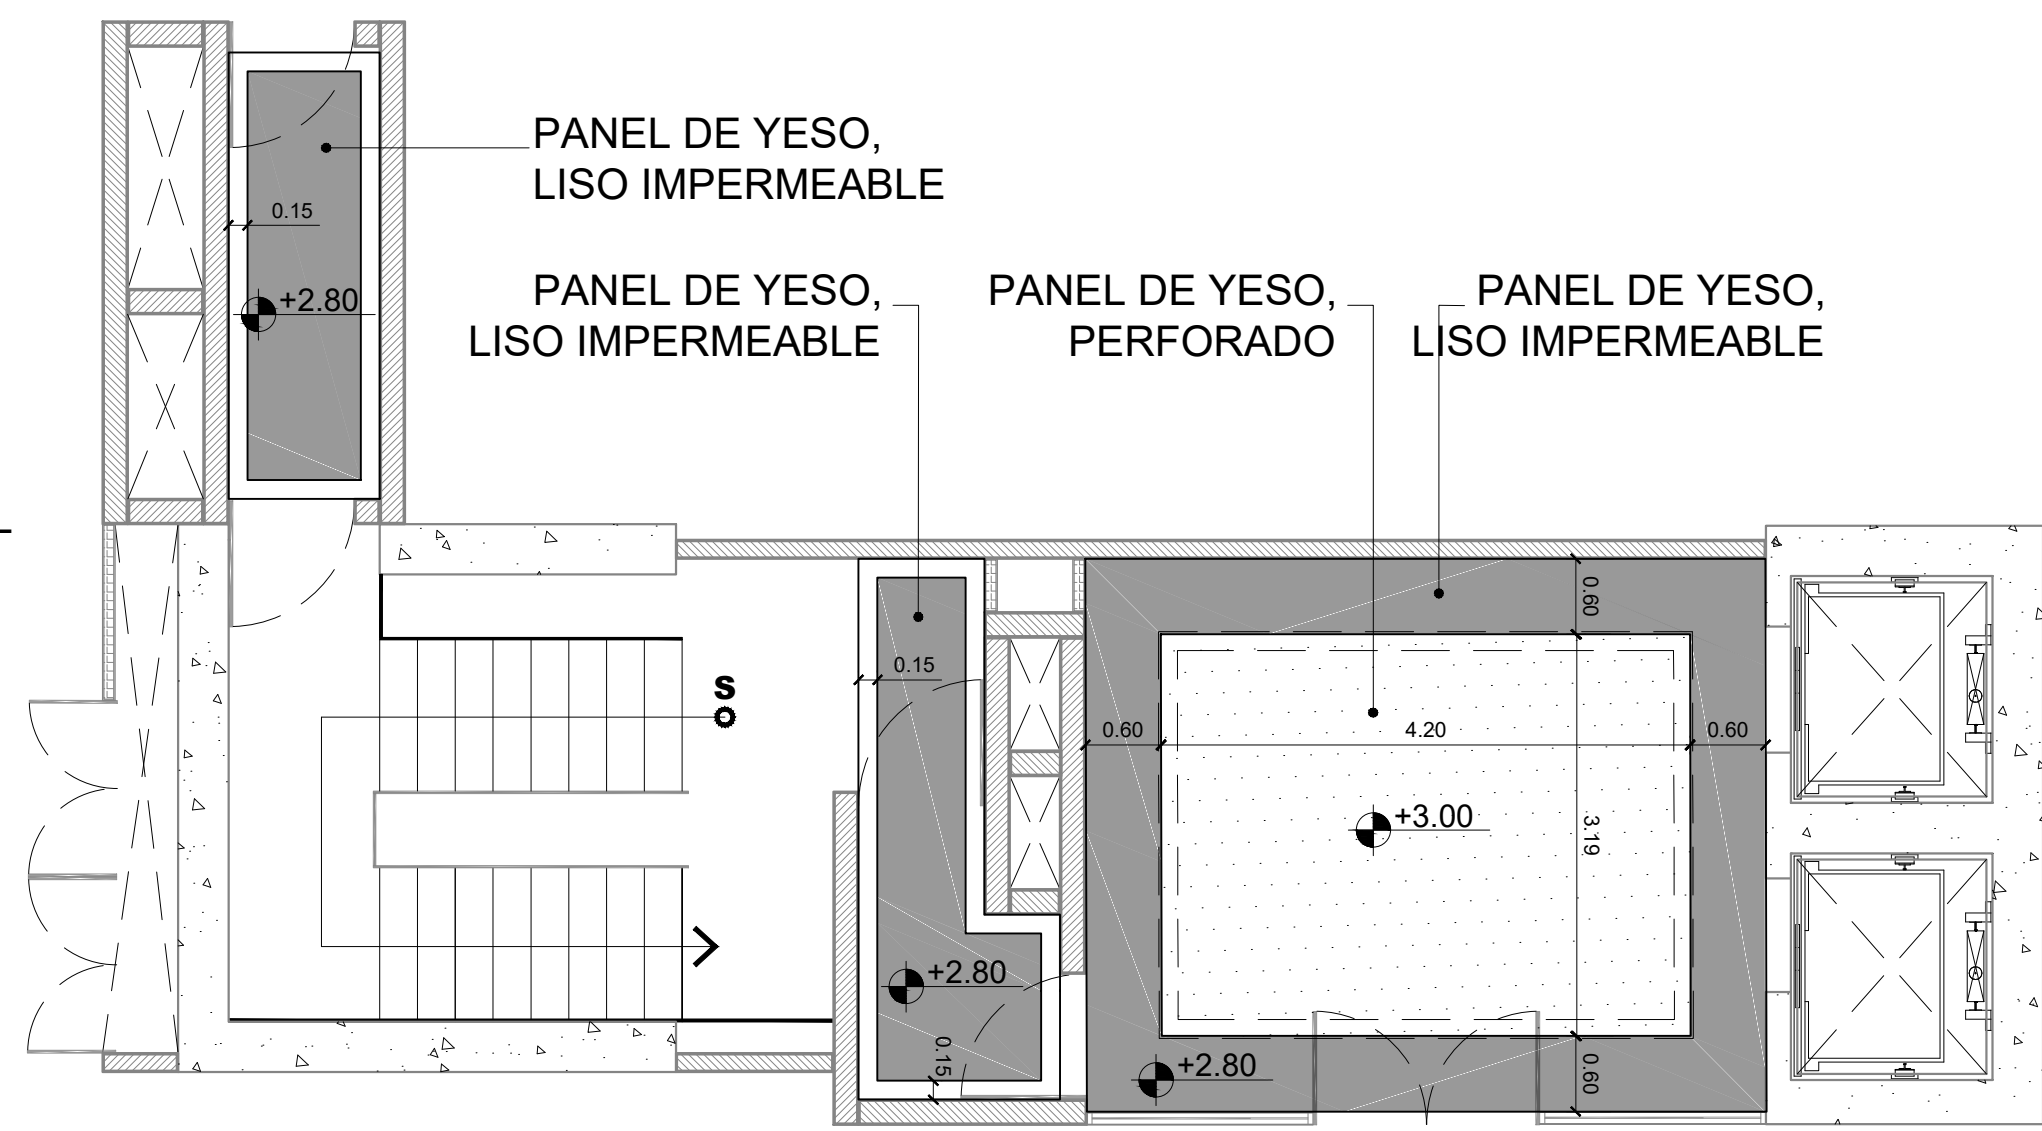 PANEL DE YESO,
LISO IMPERMEABLE
0.15
+2.80
PANEL DE YESO,
LISO IMPERMEABLE
PANEL DE YESO,
PERFORADO
PANEL DE YESO,
LISO IMPERMEABLE
0.60
0.15
S
0.60
4.20
0.60
+3.00
3.19
+2.80
0.15
+2.80
0.60